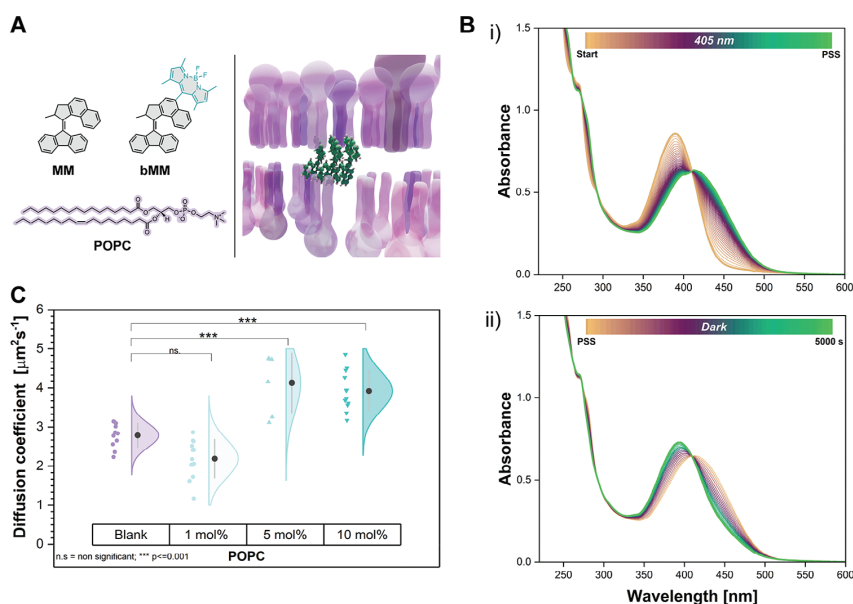 A
MM
bMM
N
N
B
F
F
POPC
O
O
O
O
H
O
P
O
O
O
N
B
i)
405 nm
Start
PSS
Absorbance
1.5
1.0
0.5
0.0
250 300 350 400 450 500 550 600
ii)
Dark
PSS
5000 s
Absorbance
1.5
1.0
0.5
0.0
250 300 350 400 450 500 550 600
Wavelength [nm]
C
Diffusion coefficient [μm²s⁻¹]
6
5
4
3
2
1
0
***
***
ns.
Blank 1 mol% 5 mol% 10 mol%
n.s = non significant; *** p<=0.001
POPC